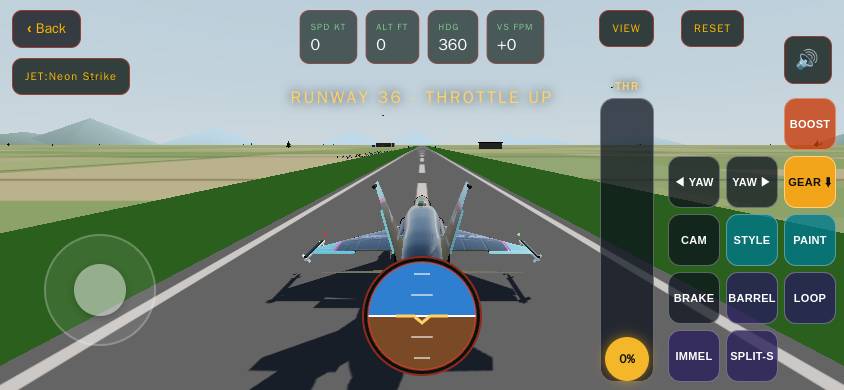 ‹ Back
JET:Neon Strike
SPD KT
0
ALT FT
0
HDG
360
VS FPM
+0
VIEW
RESET
RUNWAY 36 - THROTTLE UP
THR
BOOST
◀ YAW
YAW ▶
GEAR ⬇
CAM
STYLE
PAINT
BRAKE
BARREL
LOOP
0%
IMMEL
SPLIT-S